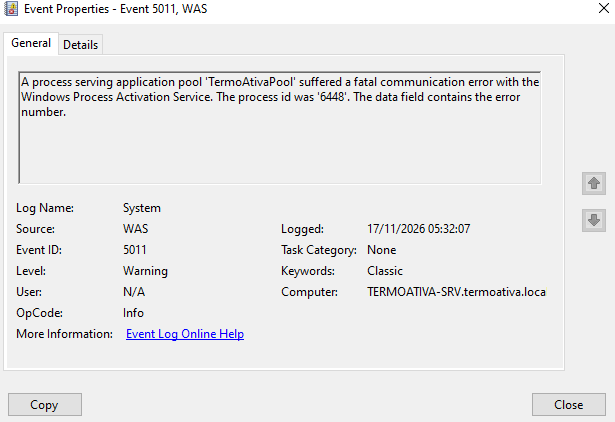 Event Properties - Event 5011, WAS
General
Details
A process serving application pool 'TermoAtivaPool' suffered a fatal communication error with the
Windows Process Activation Service. The process id was '6448'. The data field contains the error
number.
Log Name: System
Source: WAS Logged: 17/11/2026 05:32:07
Event ID: 5011 Task Category: None
Level: Warning Keywords: Classic
User: N/A Computer: TERMOATIVA-SRV.termoativa.loca
OpCode: Info
More Information: Event Log Online Help
Copy
Close